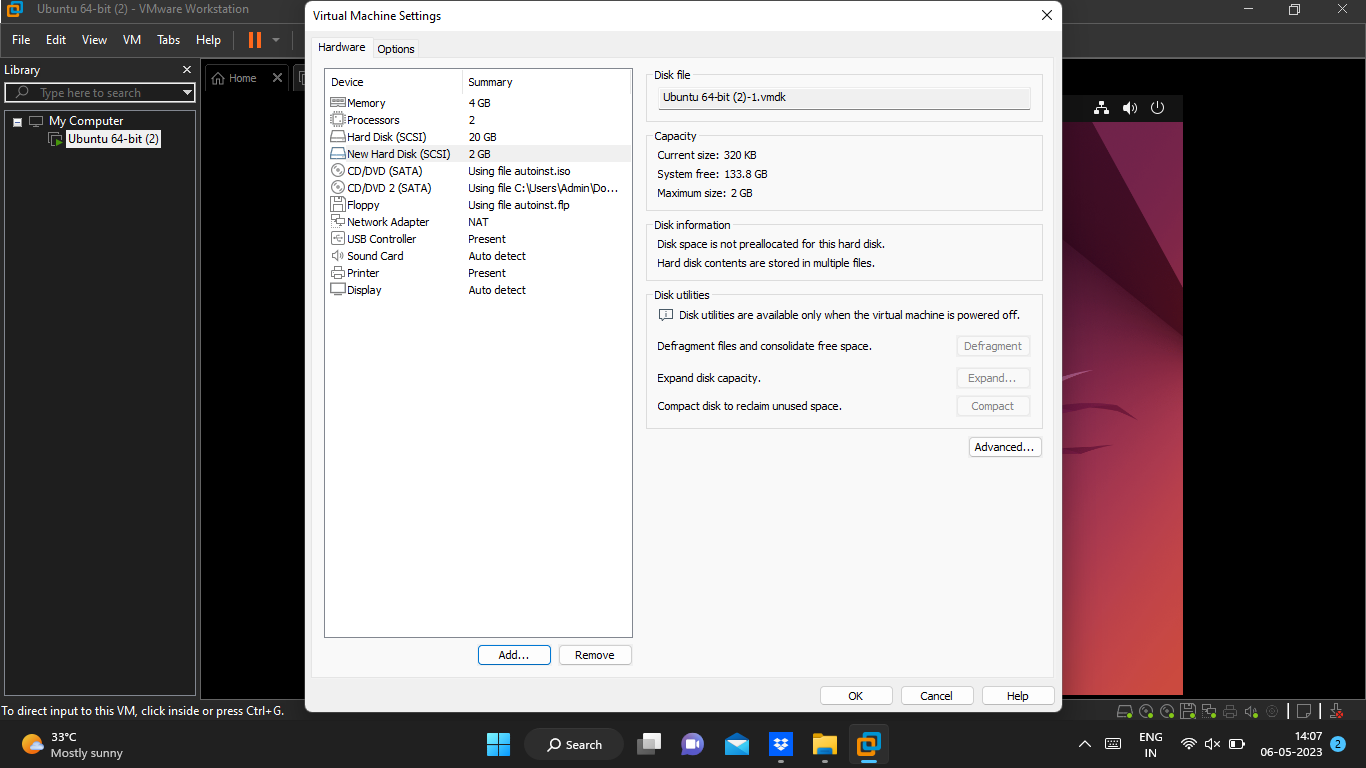 Ubuntu 64-bit (2) - VMware Workstation
File Edit View VM Tabs Help
Library
Type here to search
My Computer
Ubuntu 64-bit (2)
Home
Virtual Machine Settings
Hardware Options
Device Summary
Memory 4 GB
Processors 2
Hard Disk (SCSI) 20 GB
New Hard Disk (SCSI) 2 GB
CD/DVD (SATA) Using file autoinst.iso
CD/DVD 2 (SATA) Using file C:\Users\Admin\Do...
Floppy Using file autoinst.flp
Network Adapter NAT
USB Controller Present
Sound Card Auto detect
Printer Present
Display Auto detect
Add... Remove
Disk file
Ubuntu 64-bit (2)-1.vmdk
Capacity
Current size: 320 KB
System free: 133.8 GB
Maximum size: 2 GB
Disk information
Disk space is not preallocated for this hard disk.
Hard disk contents are stored in multiple files.
Disk utilities
Disk utilities are available only when the virtual machine is powered off.
Defragment files and consolidate free space. Defragment
Expand disk capacity. Expand...
Compact disk to reclaim unused space. Compact
Advanced...
OK Cancel Help
To direct input to this VM, click inside or press Ctrl+G.
33°C
Mostly sunny
Search
ENG
IN
14:07
06-05-2023
2